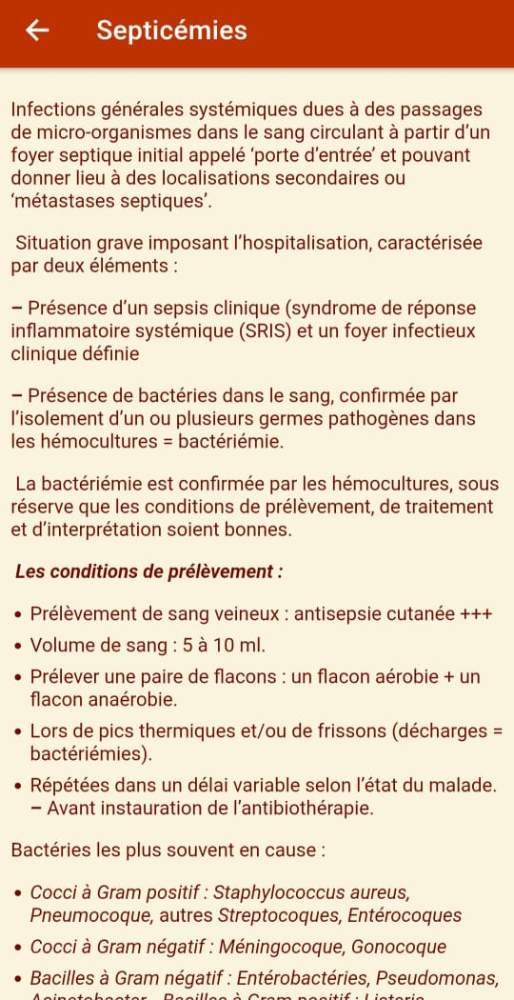 Septicémies
Infections générales systémiques dues à des passages
de micro-organismes dans le sang circulant à partir d'un
foyer septique initial appelé ‘porte d'entrée’ et pouvant
donner lieu à des localisations secondaires ou
‘métastases septiques’.
Situation grave imposant l'hospitalisation, caractérisée
par deux éléments :
– Présence d'un sepsis clinique (syndrome de réponse
inflammatoire systémique (SRIS) et un foyer infectieux
clinique définie
– Présence de bactéries dans le sang, confirmée par
l'isolement d'un ou plusieurs germes pathogènes dans
les hémocultures = bactériémie.
La bactériémie est confirmée par les hémocultures, sous
réserve que les conditions de prélèvement, de traitement
et d'interprétation soient bonnes.
Les conditions de prélèvement :
• Prélèvement de sang veineux : antisepsie cutanée +++
• Volume de sang : 5 à 10 ml.
• Prélever une paire de flacons : un flacon aérobie + un
flacon anaérobie.
• Lors de pics thermiques et/ou de frissons (décharges =
bactériémies).
• Répétées dans un délai variable selon l'état du malade.
– Avant instauration de l'antibiothérapie.
Bactéries les plus souvent en cause :
• Cocci à Gram positif : Staphylococcus aureus,
Pneumocoque, autres Streptocoques, Entérocoques
• Cocci à Gram négatif : Méningocoque, Gonocoque
• Bacilles à Gram négatif : Entérobactéries, Pseudomonas,
Acinetobacter Bacilles à Gram positif : Listeria